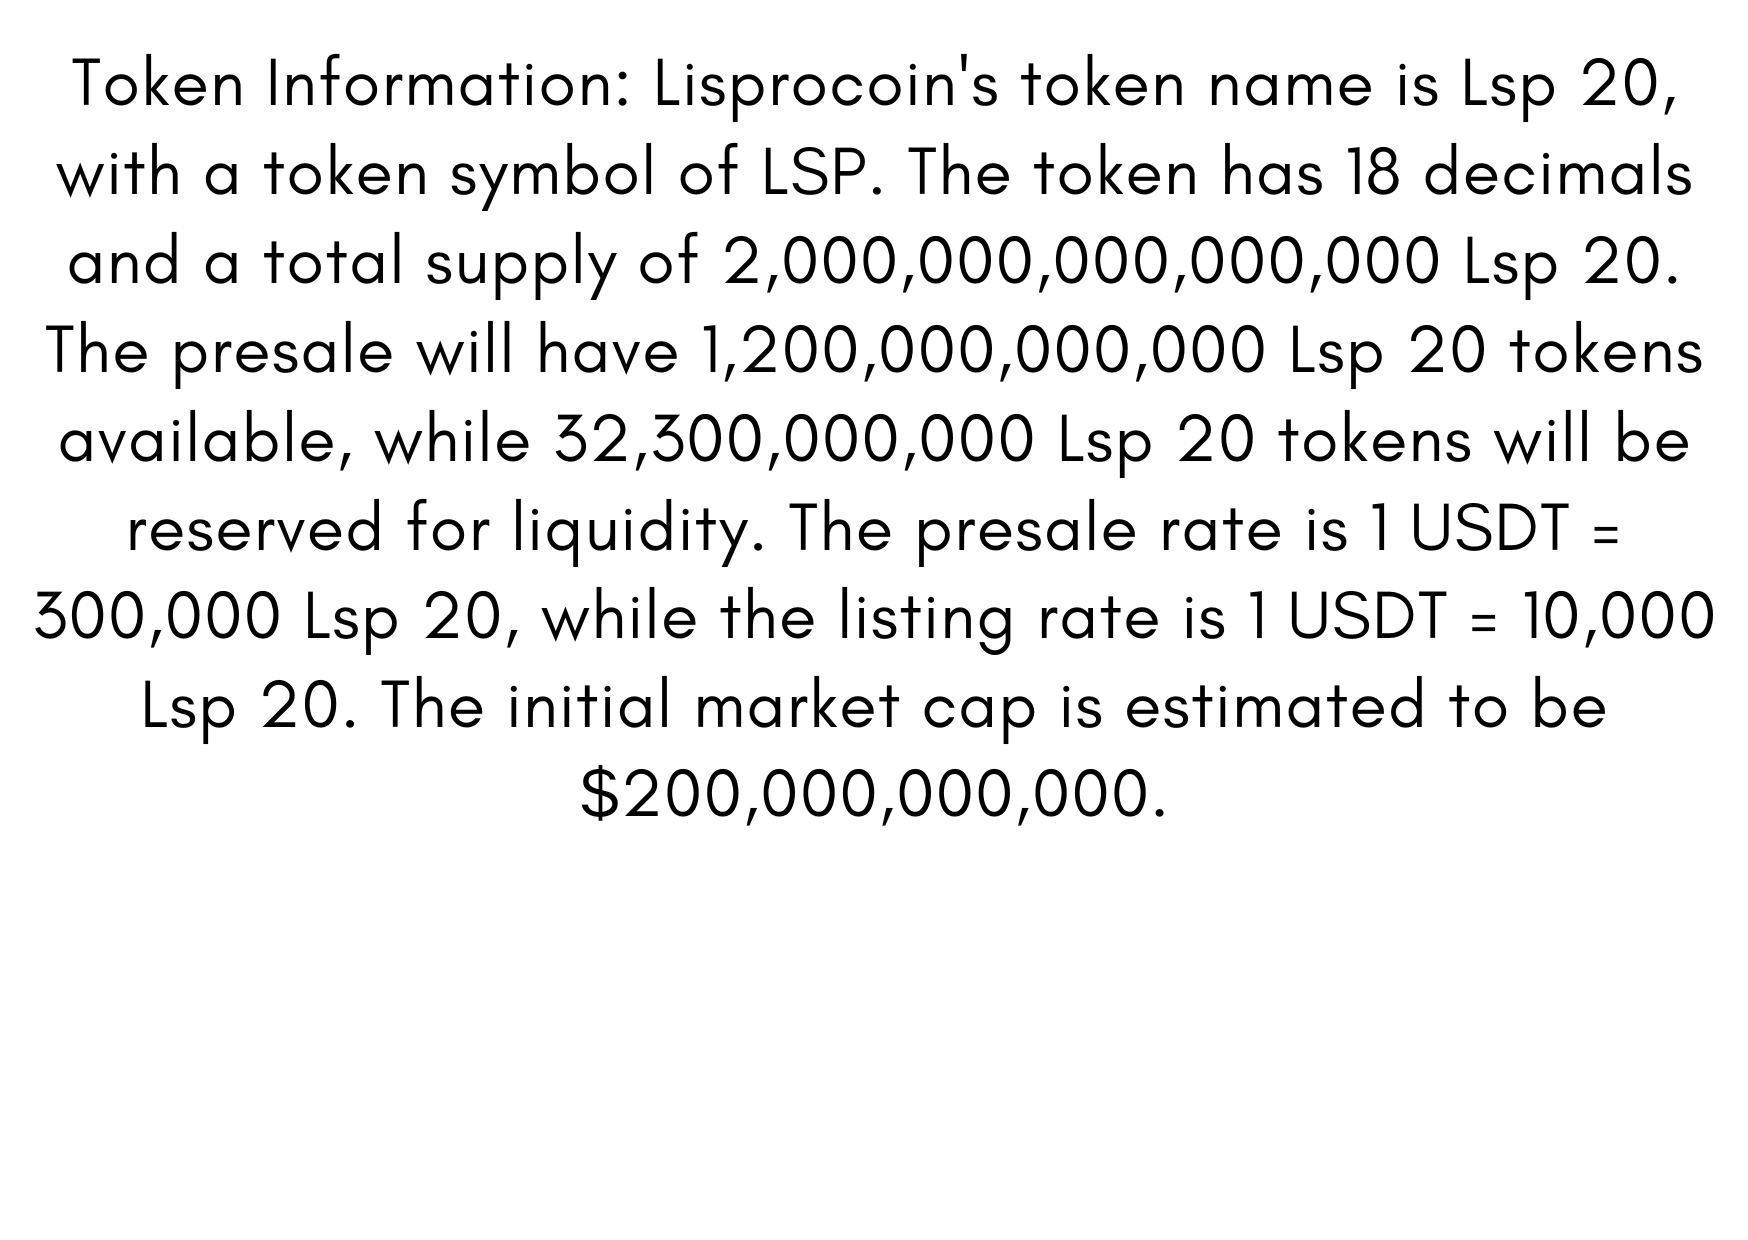 Token Information: Lisprocoin's token name is Lsp 20,
with a token symbol of LSP. The token has 18 decimals
and a total supply of 2,000,000,000,000,000 Lsp 20.
The presale will have 1,200,000,000,000 Lsp 20 tokens
available, while 32,300,000,000 Lsp 20 tokens will be
reserved for liquidity. The presale rate is 1 USDT =
300,000 Lsp 20, while the listing rate is 1 USDT = 10,000
Lsp 20. The initial market cap is estimated to be
$200,000,000,000.